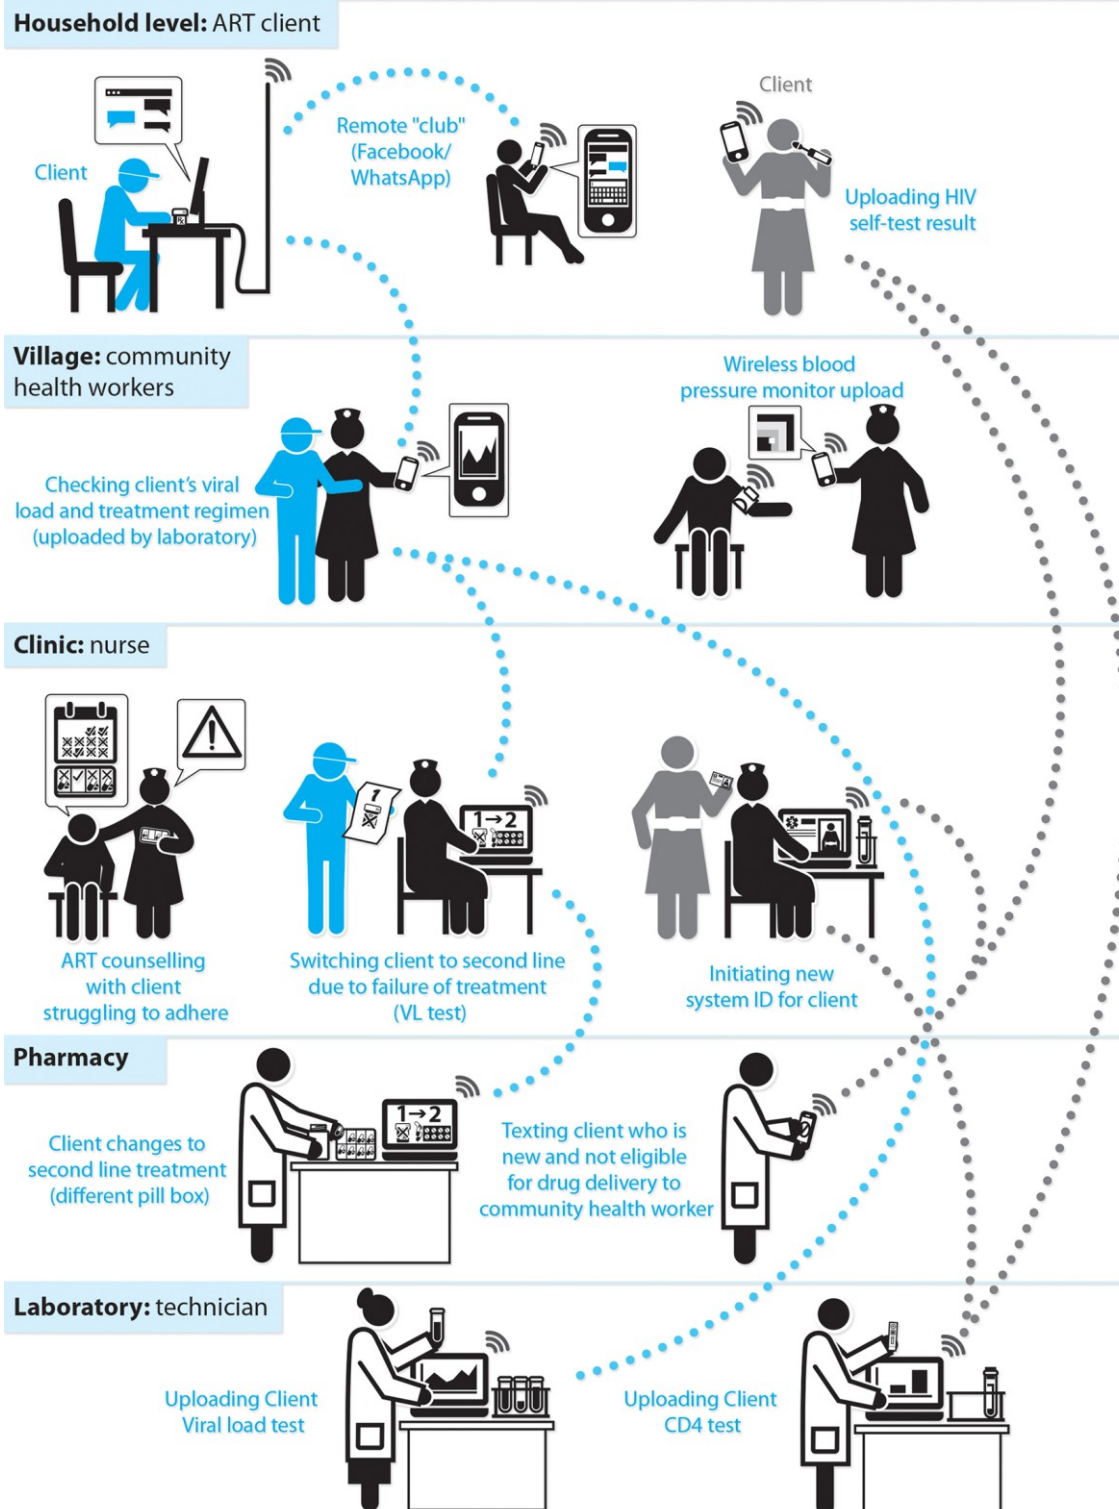 Household level: ART client
Client
Remote "club"
(Facebook/
WhatsApp)
Client
Uploading HIV
self-test result
Village: community
health workers
Wireless blood
pressure monitor upload
Checking client's viral
load and treatment regimen
(uploaded by laboratory)
Clinic: nurse
1
1→2
ART counselling
with client
struggling to adhere
Switching client to second line
due to failure of treatment
(VL test)
Initiating new
system ID for client
Pharmacy
1→2
Client changes to
second line treatment
(different pill box)
Texting client who is
new and not eligible
for drug delivery to
community health worker
Laboratory: technician
Uploading Client
Viral load test
Uploading Client
CD4 test